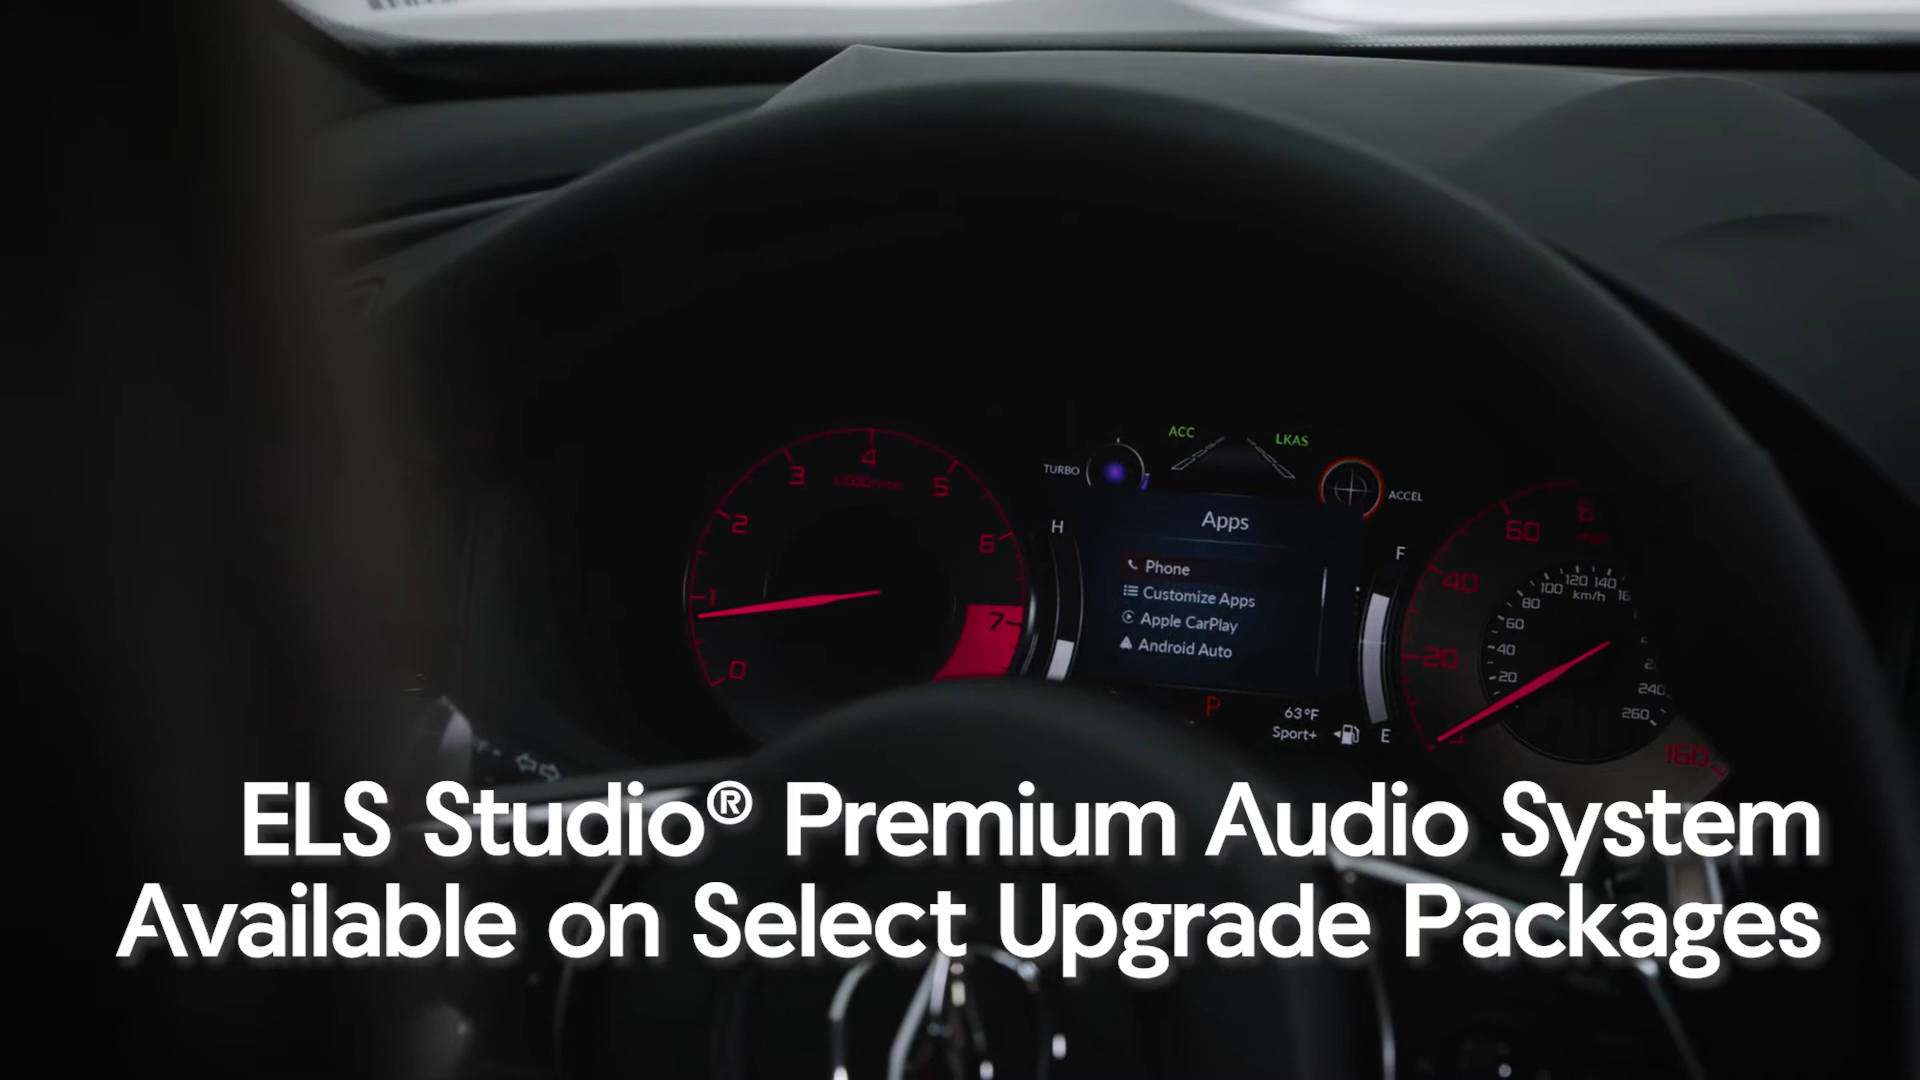 ACC
LKAS
TURBO
ACCEL
0
1
2
3
4
5
6
7
H
Apps
Phone
Customize Apps
Apple CarPlay
Android Auto
F
E
P
63°F
Sport+
20
40
60
160
km/h
20
40
60
80
100
120
140
240
260
ELS Studio® Premium Audio System
Available on Select Upgrade Packages